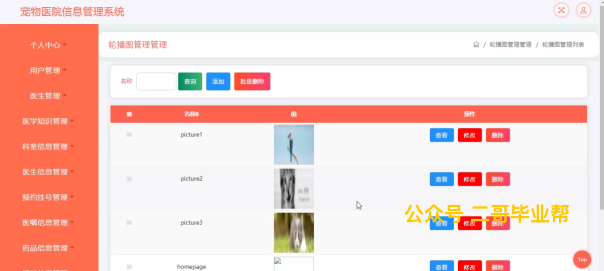 宠物医院信息管理系统
个人中心
用户管理
医生管理
医学知识管理
科室信息管理
医生信息管理
预约挂号管理
医嘱信息管理
药品信息管理
轮播图管理管理
/ 轮播图管理管理 / 轮播图管理列表
名称
查询
添加
批量删除
名称 值 操作
picture1 查看 修改 删除
picture2 查看 修改 删除
picture3 查看 修改 删除
公众号 二哥毕业帮
homepage 查看 修改 删除
Top